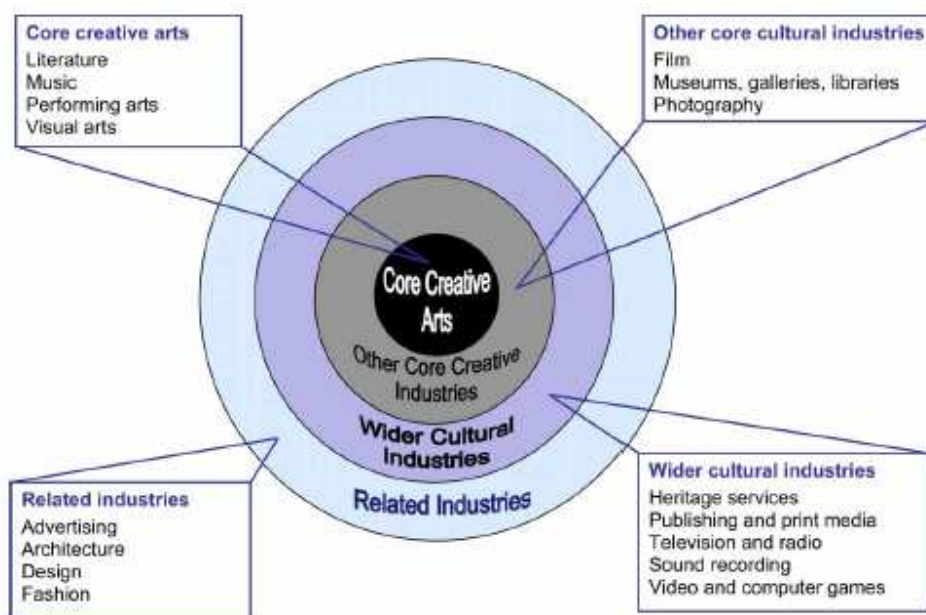 Core creative arts
Literature
Music
Performing arts
Visual arts
Other core cultural industries
Film
Museums, galleries, libraries
Photography
Core Creative
Arts
Other Core Creative
Industries
Wider Cultural
Industries
Related Industries
Related industries
Advertising
Architecture
Design
Fashion
Wider cultural industries
Heritage services
Publishing and print media
Television and radio
Sound recording
Video and computer games